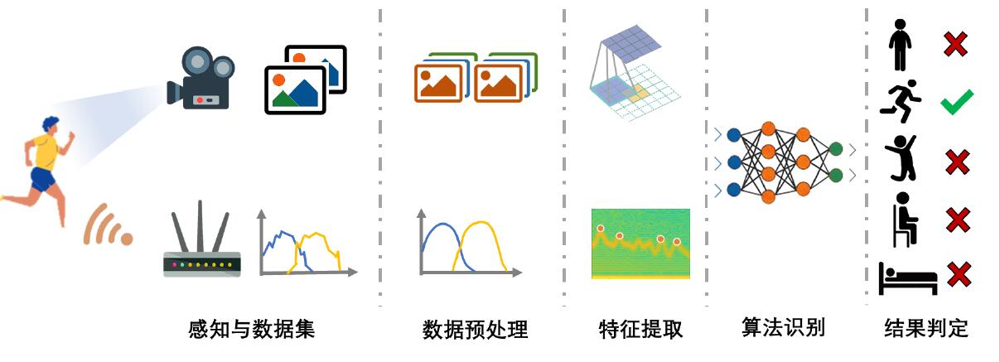 感知与数据集
数据预处理
特征提取
算法识别
结果判定